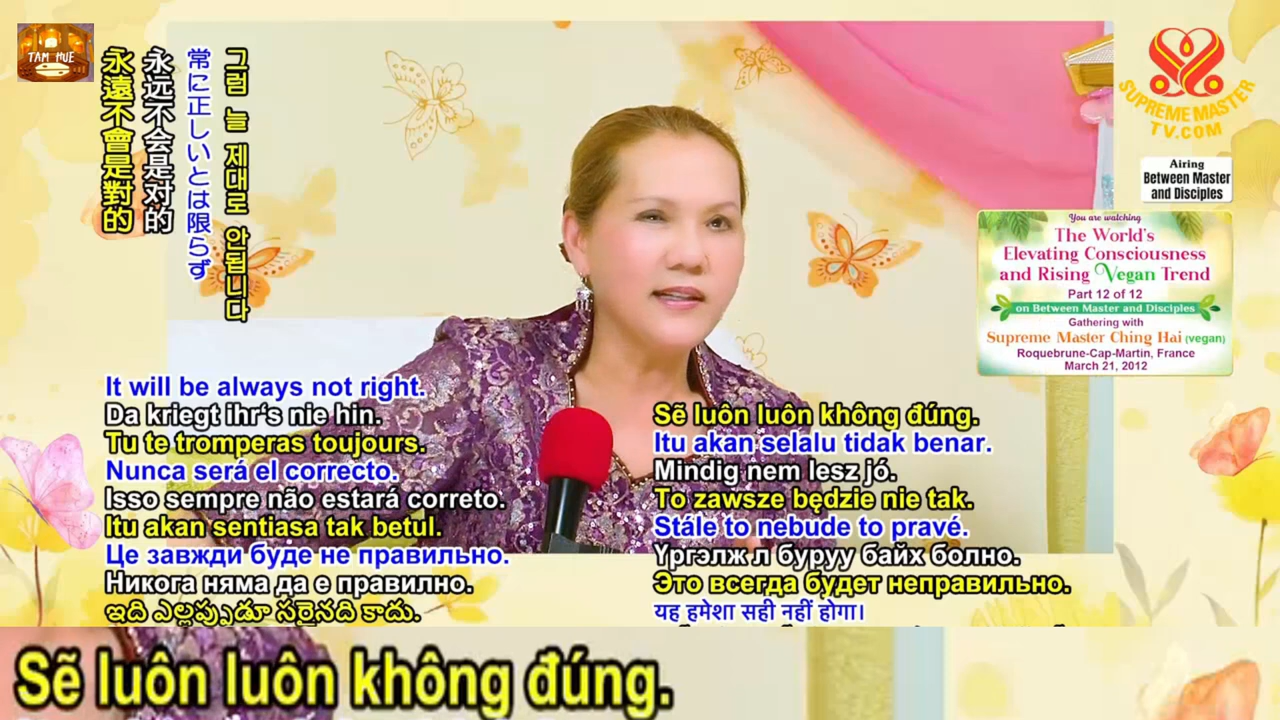 TAM HUE
永遠不會是對的
永远不会是对的
常に正しいとは限らず
그럼 늘 제대로 안됩니다
SUPREME MASTER
TV.COM
Airing
Between Master
and Disciples
You are watching
The World's
Elevating Consciousness
and Rising Vegan Trend
Part 12 of 12
on Between Master and Disciples
Gathering with
Supreme Master Ching Hai (vegan)
Roquebrune-Cap-Martin, France
March 21, 2012
It will be always not right.
Da kriegt ihr‘s nie hin.
Tu te tromperas toujours.
Nunca será el correcto.
Isso sempre não estará correto.
Itu akan sentiasa tak betul.
Це завжди буде не правильно.
Никога няма да е правилно.
ఇది ఎల్లప్పుడూ సరైనది కాదు.
Sẽ luôn luôn không đúng.
Itu akan selalu tidak benar.
Mindig nem lesz jó.
To zawsze będzie nie tak.
Stále to nebude to pravé.
Үргэлж л буруу байх болно.
Это всегда будет неправильно.
यह हमेशा सही नहीं होगा।
Sẽ luôn luôn không đúng.